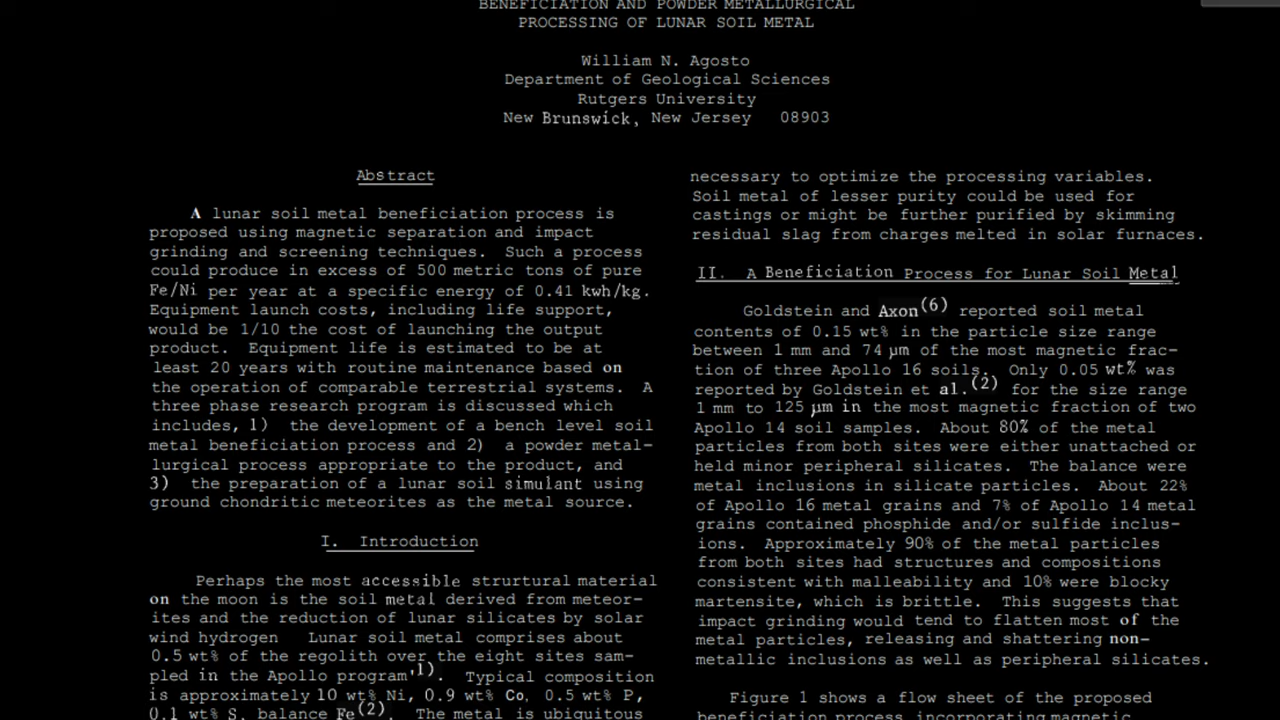 BENEFICIATION AND POWDER METALLURGICAL
PROCESSING OF LUNAR SOIL METAL
William N. Agosto
Department of Geological Sciences
Rutgers University
New Brunswick, New Jersey 08903
Abstract
A lunar soil metal beneficiation process is
proposed using magnetic separation and impact
grinding and screening techniques. Such a process
could produce in excess of 500 metric tons of pure
Fe/Ni per year at a specific energy of 0.41 kwh/kg.
Equipment launch costs, including life support,
would be 1/10 the cost of launching the output
product. Equipment life is estimated to be at
least 20 years with routine maintenance based on
the operation of comparable terrestrial systems. A
three phase research program is discussed which
includes, 1) the development of a bench level soil
metal beneficiation process and 2) a powder metal-
lurgical process appropriate to the product, and
3) the preparation of a lunar soil simulant using
ground chondritic meteorites as the metal source.
I. Introduction
Perhaps the most accessible strurtural material
on the moon is the soil metal derived from meteor-
ites and the reduction of lunar silicates by solar
wind hydrogen Lunar soil metal comprises about
0.5 wt% of the regolith over the eight sites sam-
pled in the Apollo program'1). Typical composition
is approximately 10 wt% Ni, 0.9 wt% Co, 0.5 wt% P,
0.1 wt% S, balance Fe(2). The metal is ubiquitous
necessary to optimize the processing variables.
Soil metal of lesser purity could be used for
castings or might be further purified by skimming
residual slag from charges melted in solar furnaces.
II. A Beneficiation Process for Lunar Soil Metal
Goldstein and Axon(6) reported soil metal
contents of 0.15 wt% in the particle size range
between 1 mm and 74 µm of the most magnetic frac-
tion of three Apollo 16 soils. Only 0.05 wt% was
reported by Goldstein et al.(2) for the size range
1 mm to 125 µm in the most magnetic fraction of two
Apollo 14 soil samples. About 80% of the metal
particles from both sites were either unattached or
held minor peripheral silicates. The balance were
metal inclusions in silicate particles. About 22%
of Apollo 16 metal grains and 7% of Apollo 14 metal
grains contained phosphide and/or sulfide inclus-
ions. Approximately 90% of the metal particles
from both sites had structures and compositions
consistent with malleability and 10% were blocky
martensite, which is brittle. This suggests that
impact grinding would tend to flatten most of the
metal particles, releasing and shattering non-
metallic inclusions as well as peripheral silicates.
Figure 1 shows a flow sheet of the proposed
beneficiation process, incorporating magnetic